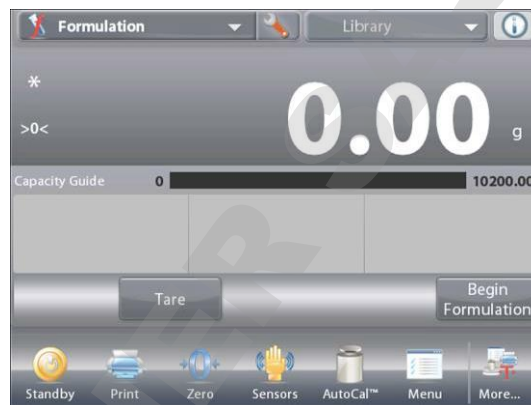 Formulation Library
*
>0<
0.00 g
Capacity Guide 0 10200.00
Tare
Begin
Formulation
Standby Print Zero Sensors AutoCal™ Menu More...